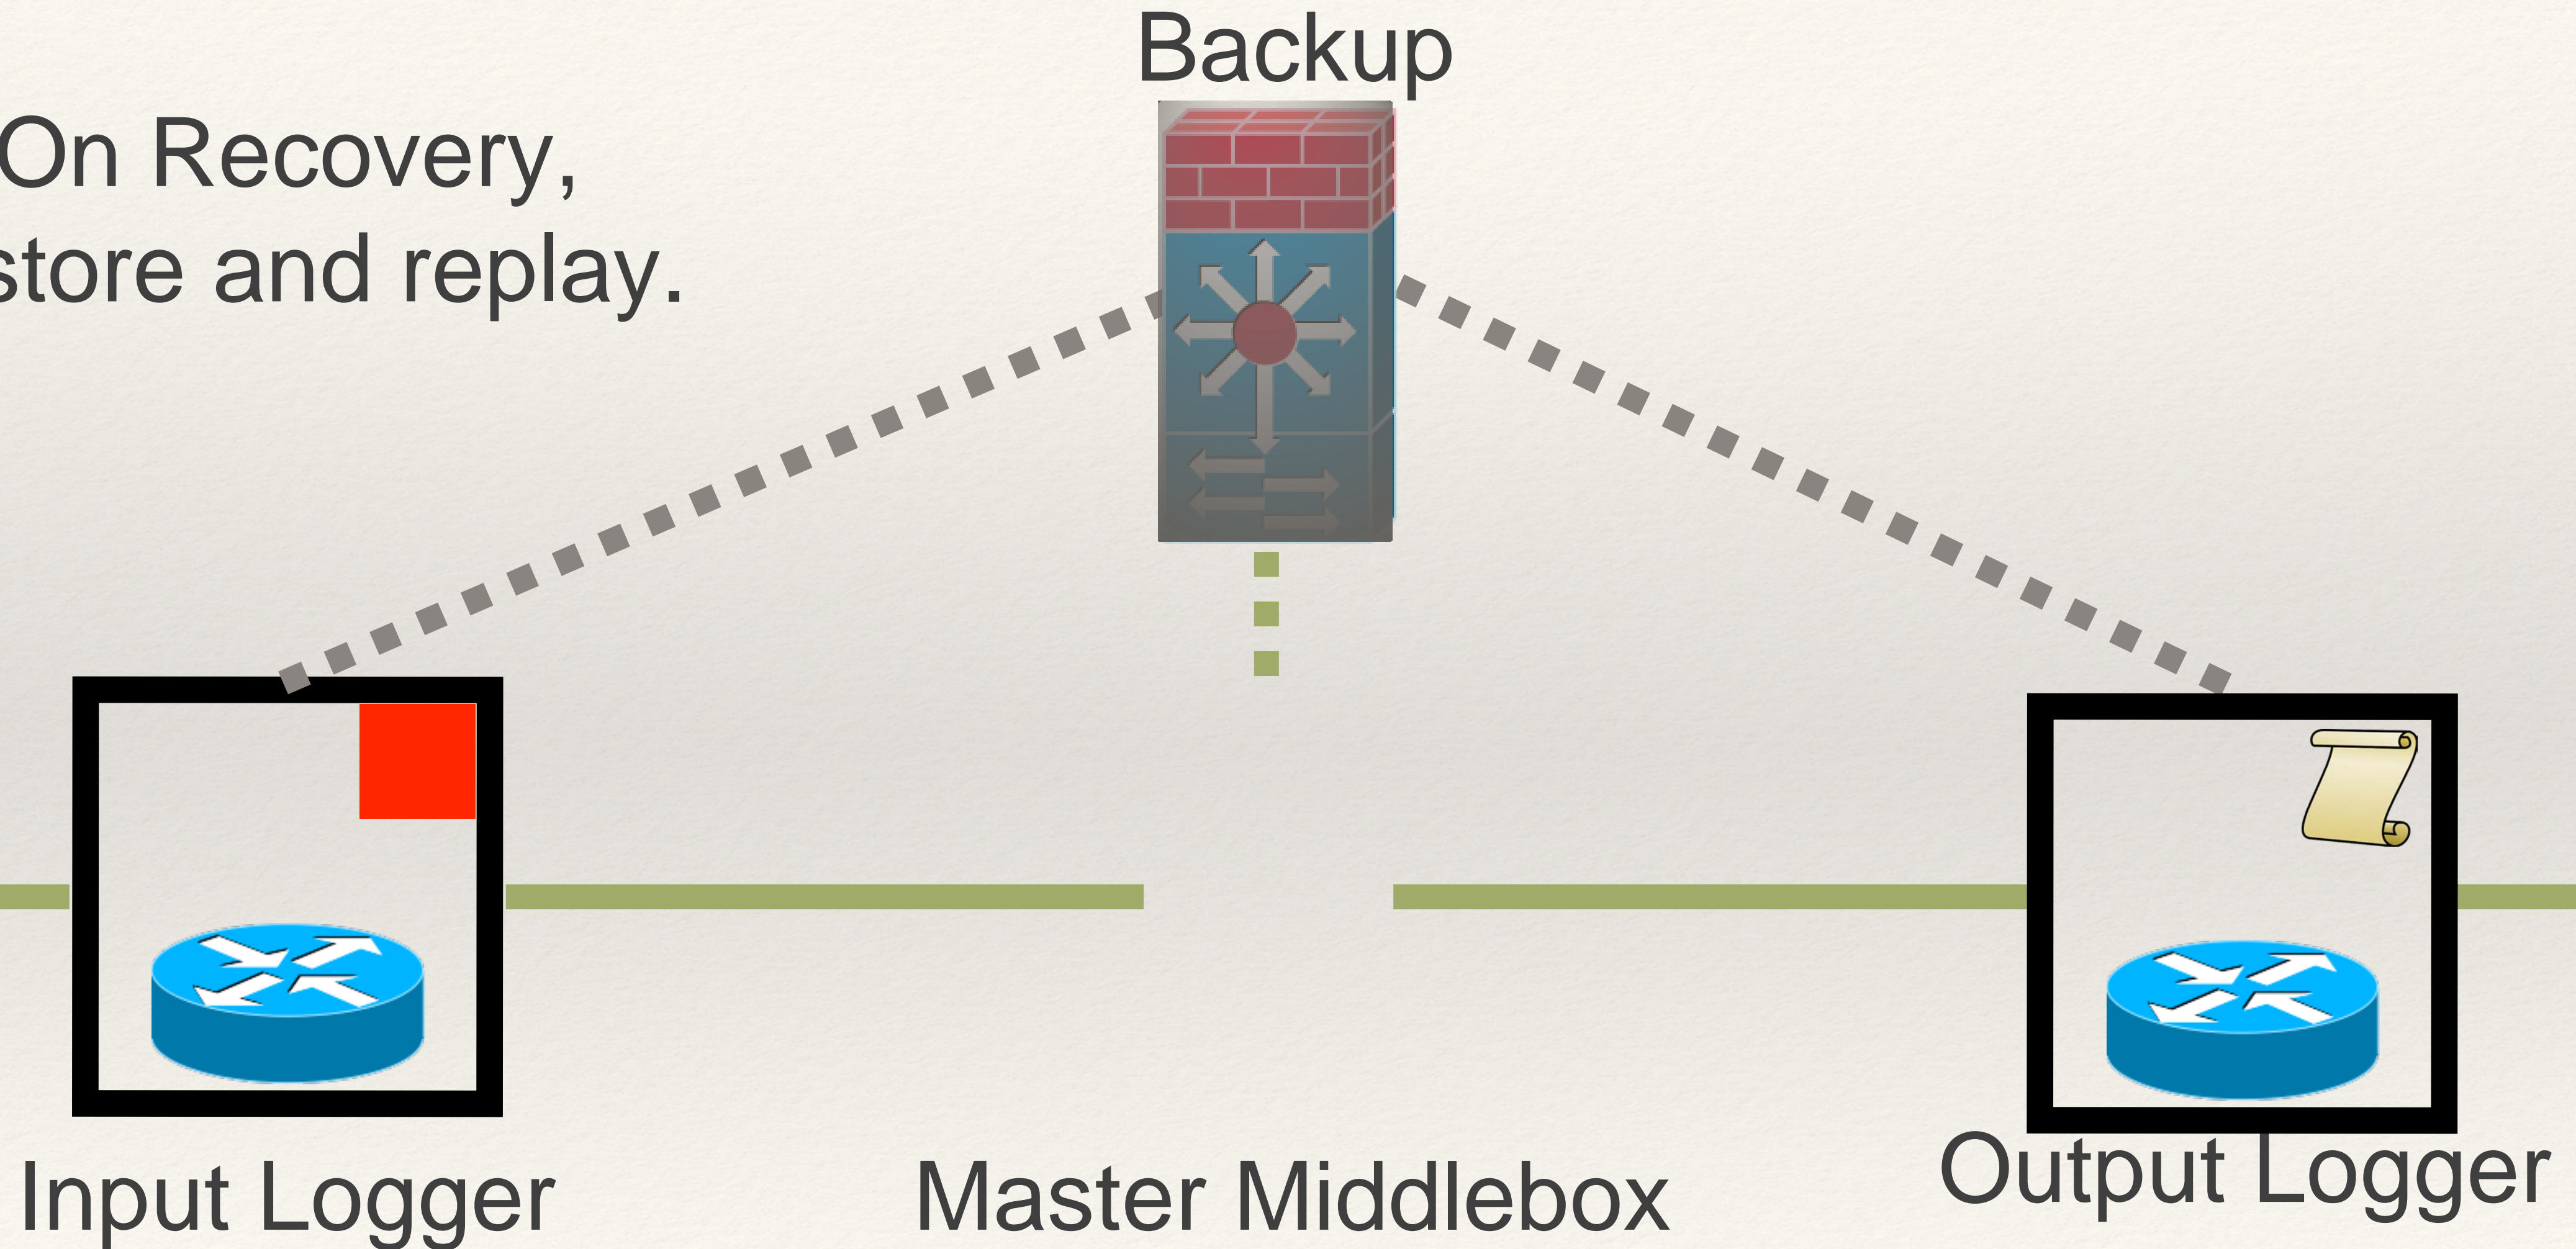 Backup
On Recovery,
store and replay.
Input Logger
Master Middlebox
Output Logger